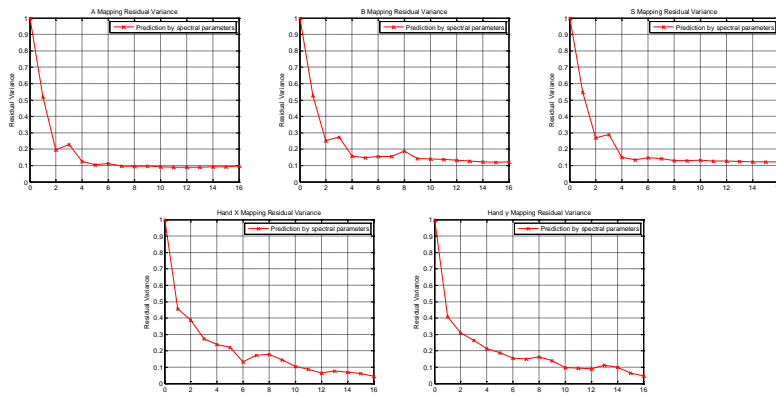 A Mapping Residual Variance
Prediction by spectral parameters
Residual Variance
1
0.9
0.8
0.7
0.6
0.5
0.4
0.3
0.2
0.1
0
0 2 4 6 8 10 12 14 16
B Mapping Residual Variance
Prediction by spectral parameters
Residual Variance
1
0.9
0.8
0.7
0.6
0.5
0.4
0.3
0.2
0.1
0
0 2 4 6 8 10 12 14 16
S Mapping Residual Variance
Prediction by spectral parameters
Residual Variance
1
0.9
0.8
0.7
0.6
0.5
0.4
0.3
0.2
0.1
0
0 2 4 6 8 10 12 14 16
Hand X Mapping Residual Variance
Prediction by spectral parameters
Residual Variance
1
0.9
0.8
0.7
0.6
0.5
0.4
0.3
0.2
0.1
0
0 2 4 6 8 10 12 14 16
Hand y Mapping Residual Variance
Prediction by spectral parameters
Residual Variance
1
0.9
0.8
0.7
0.6
0.5
0.4
0.3
0.2
0.1
0
0 2 4 6 8 10 12 14 16